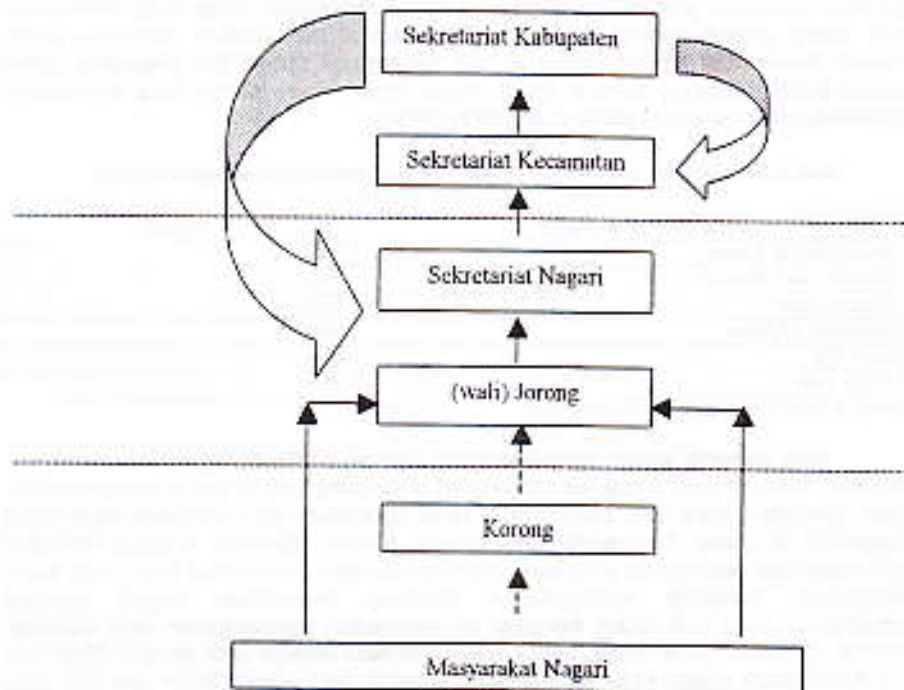 Sekretariat Kabupaten
Sekretariat Kecamatan
Sekretariat Nagari
(wali) Jorong
Korong
Masyarakat Nagari